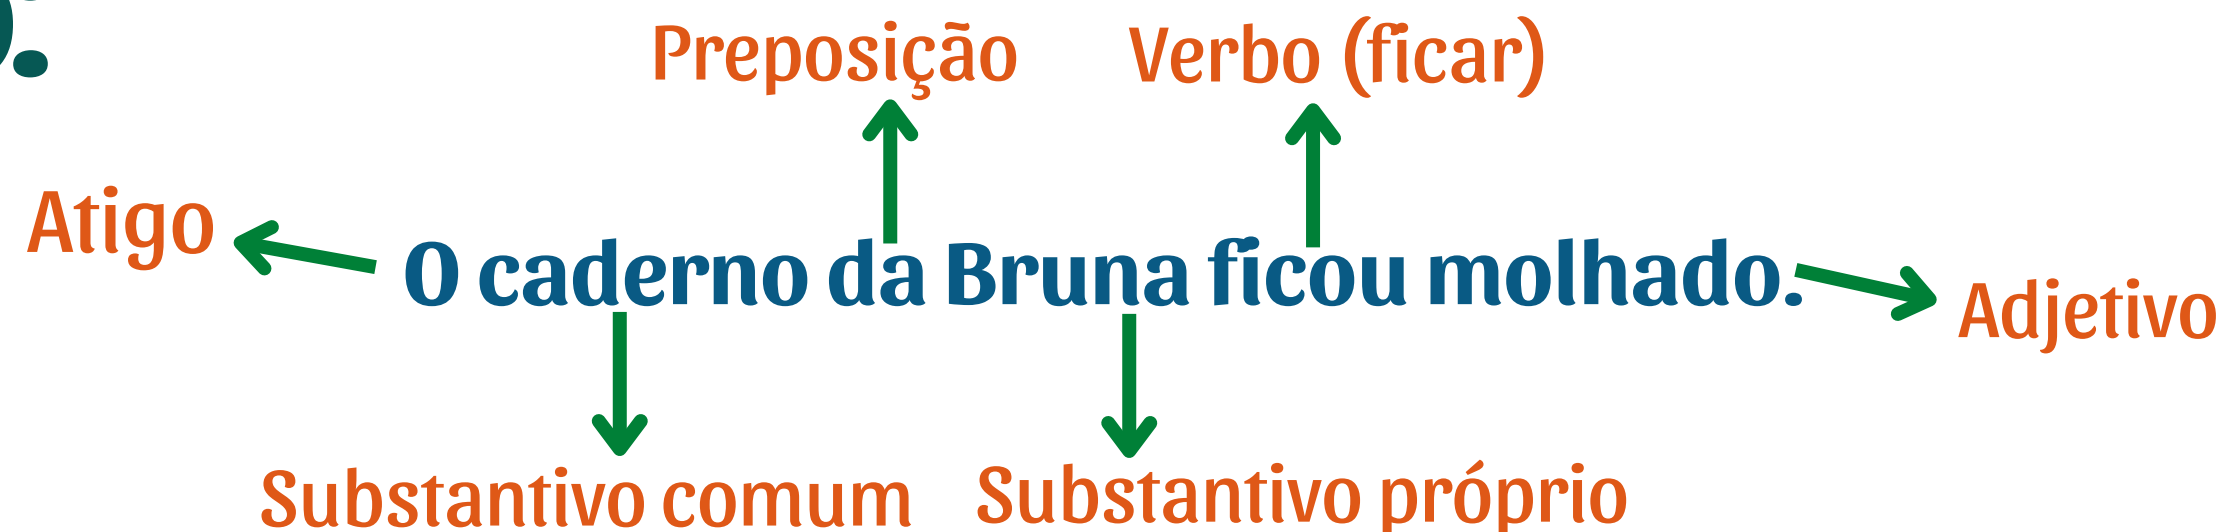 Preposição
Verbo (ficar)
Atigo
O caderno da Bruna ficou molhado.
Adjetivo
Substantivo comum
Substantivo próprio